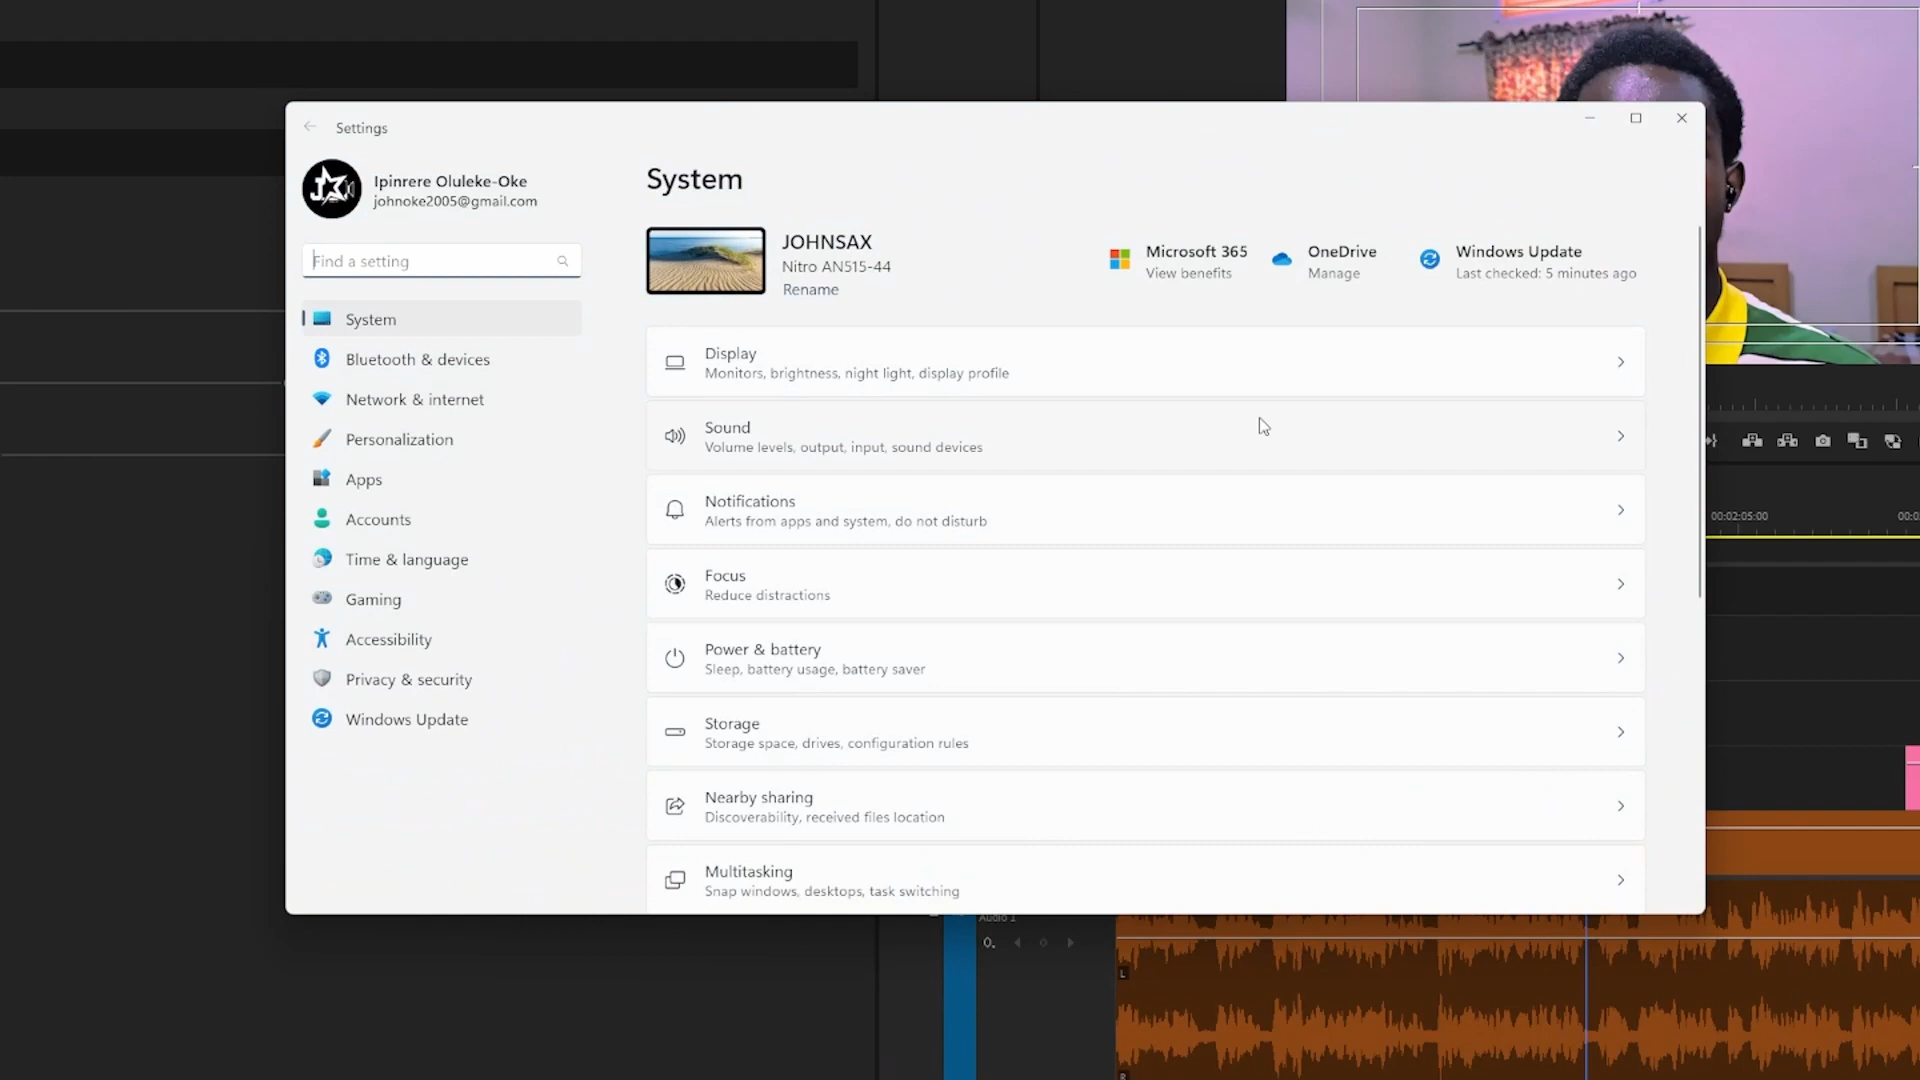 Settings
Ipinrere Oluleke-Oke
johnoke2005@gmail.com
Find a setting
System
Bluetooth & devices
Network & internet
Personalization
Apps
Accounts
Time & language
Gaming
Accessibility
Privacy & security
Windows Update
System
JOHNSAX
Nitro AN515-44
Rename
Microsoft 365
View benefits
OneDrive
Manage
Windows Update
Last checked: 5 minutes ago
Display
Monitors, brightness, night light, display profile
Sound
Volume levels, output, input, sound devices
Notifications
Alerts from apps and system, do not disturb
Focus
Reduce distractions
Power & battery
Sleep, battery usage, battery saver
Storage
Storage space, drives, configuration rules
Nearby sharing
Discoverability, received files location
Multitasking
Snap windows, desktops, task switching
00:02:05:00
Audio 1
0.
L
R